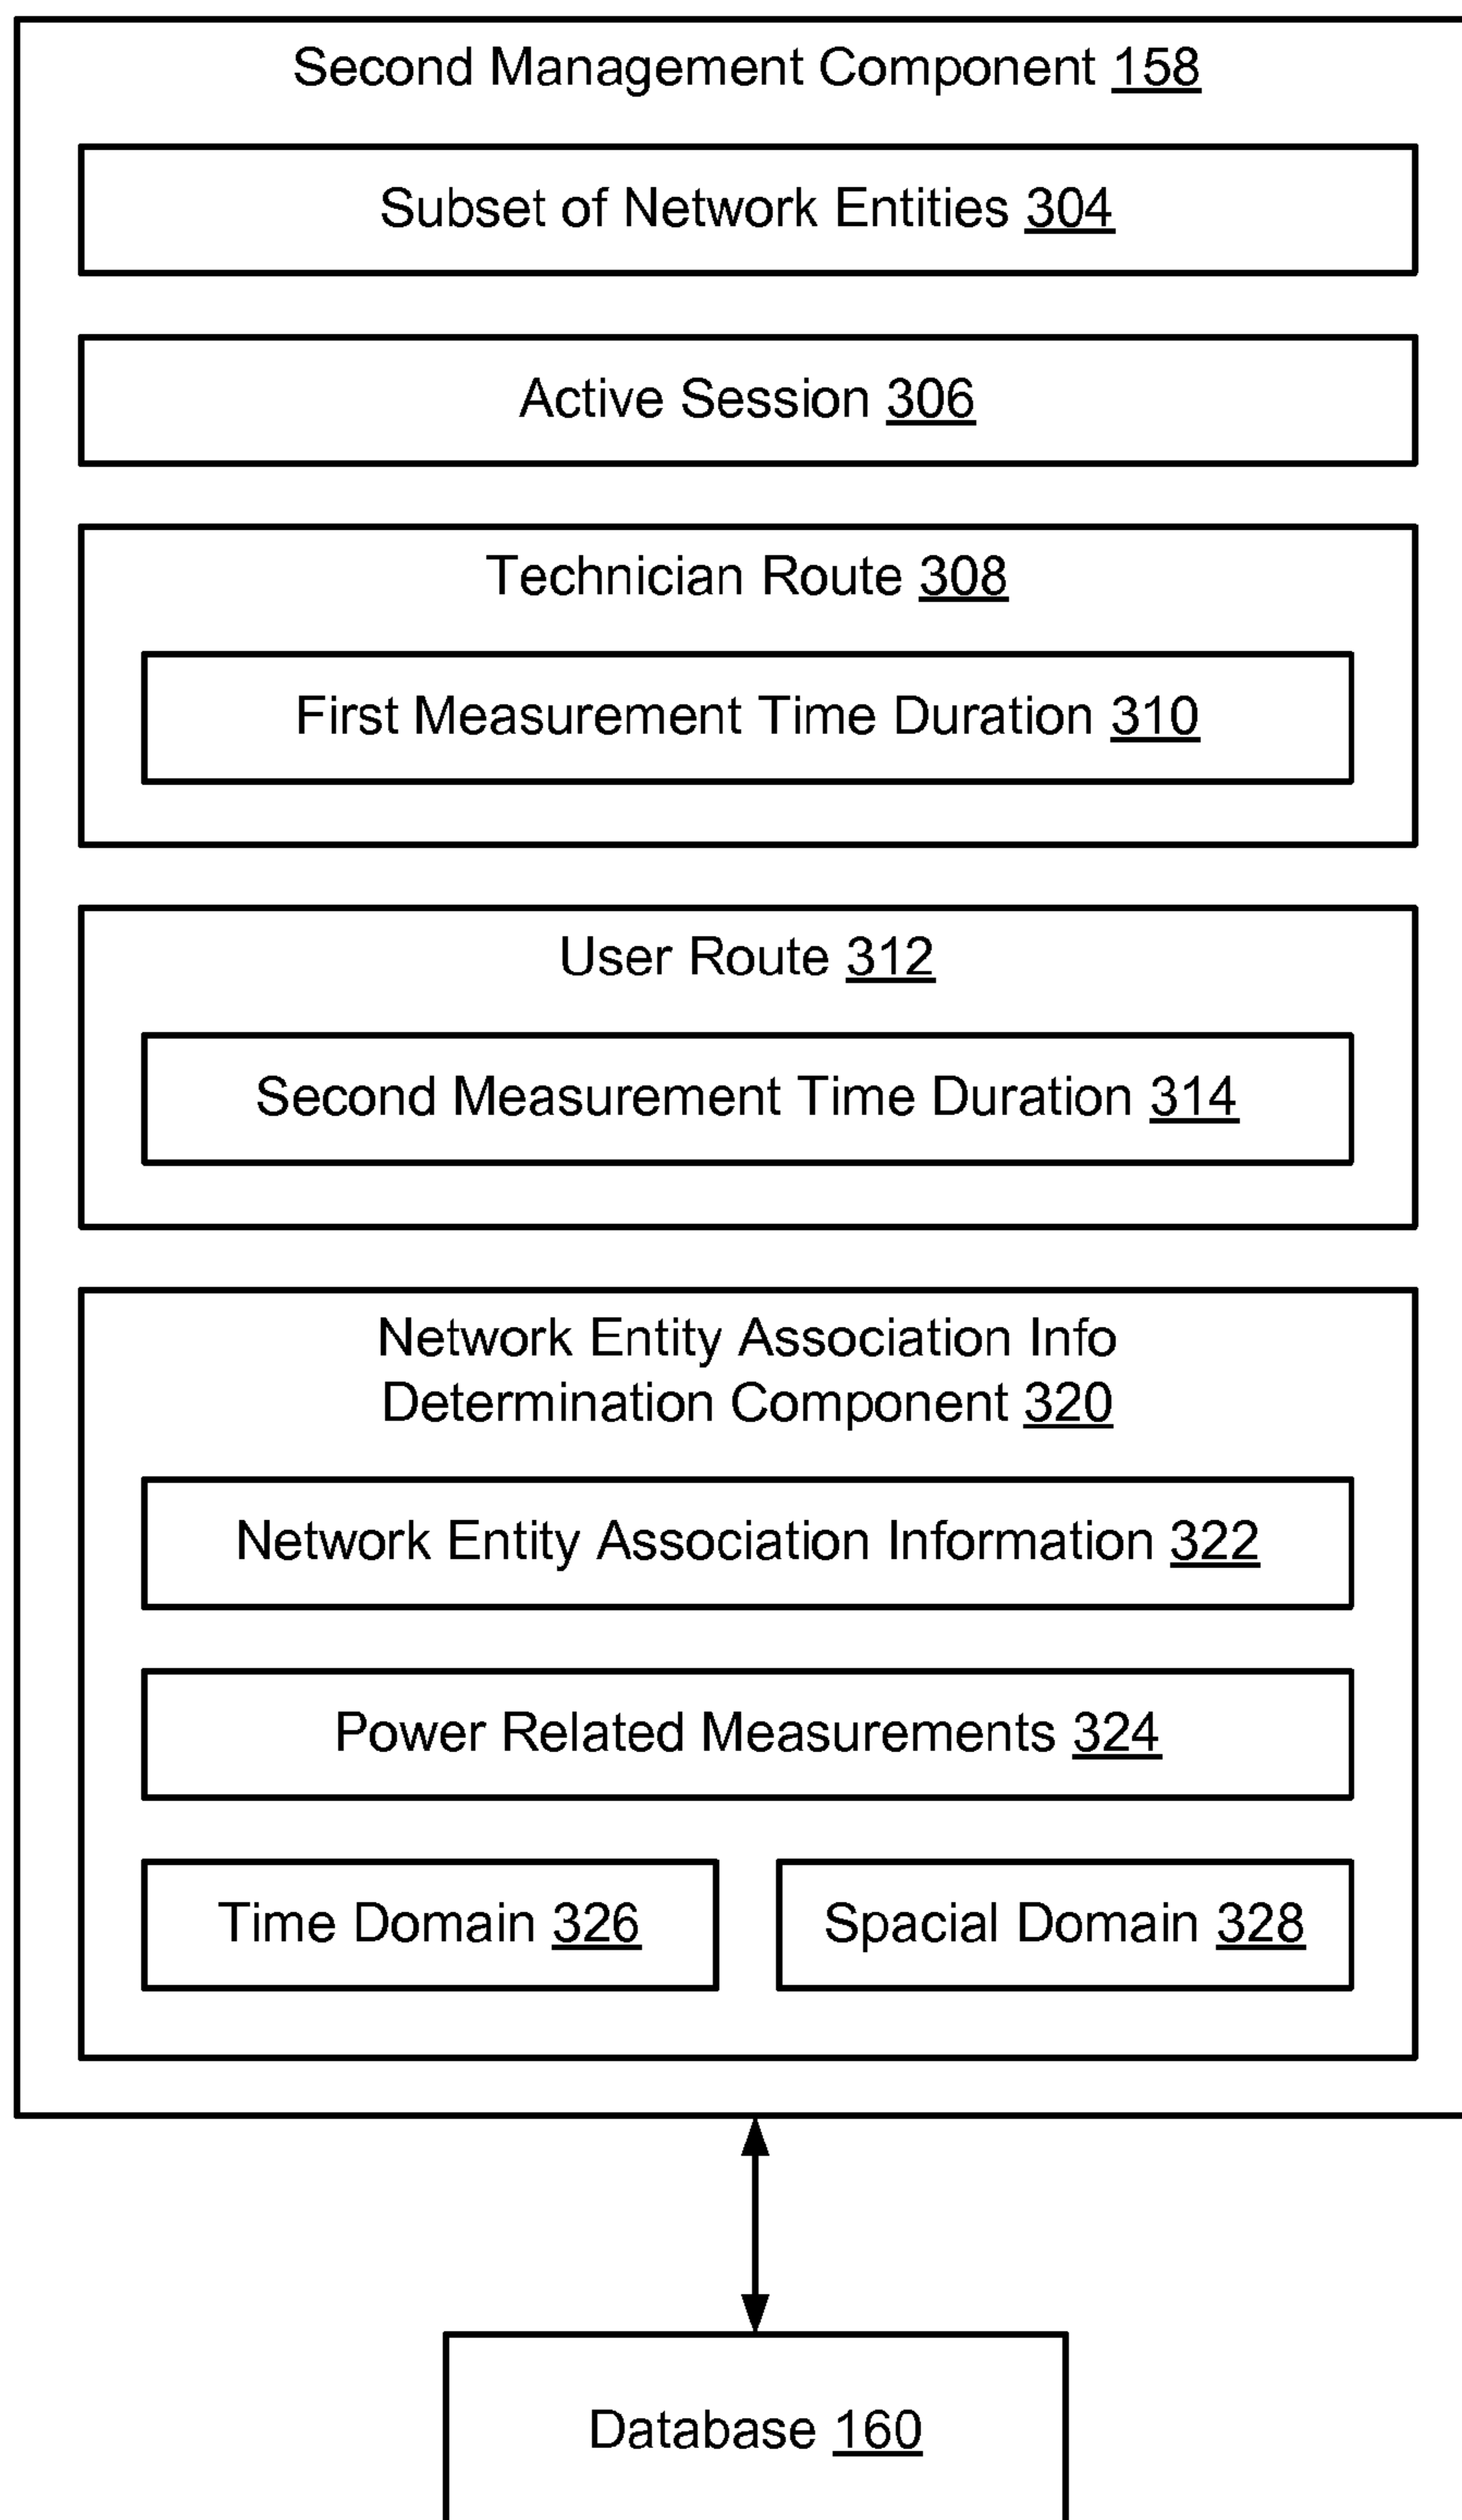 Second Management Component 158
Subset of Network Entities 304
Active Session 306
Technician Route 308
First Measurement Time Duration 310
User Route 312
Second Measurement Time Duration 314
Network Entity Association Info
Determination Component 320
Network Entity Association Information 322
Power Related Measurements 324
Time Domain 326
Spacial Domain 328
Database 160